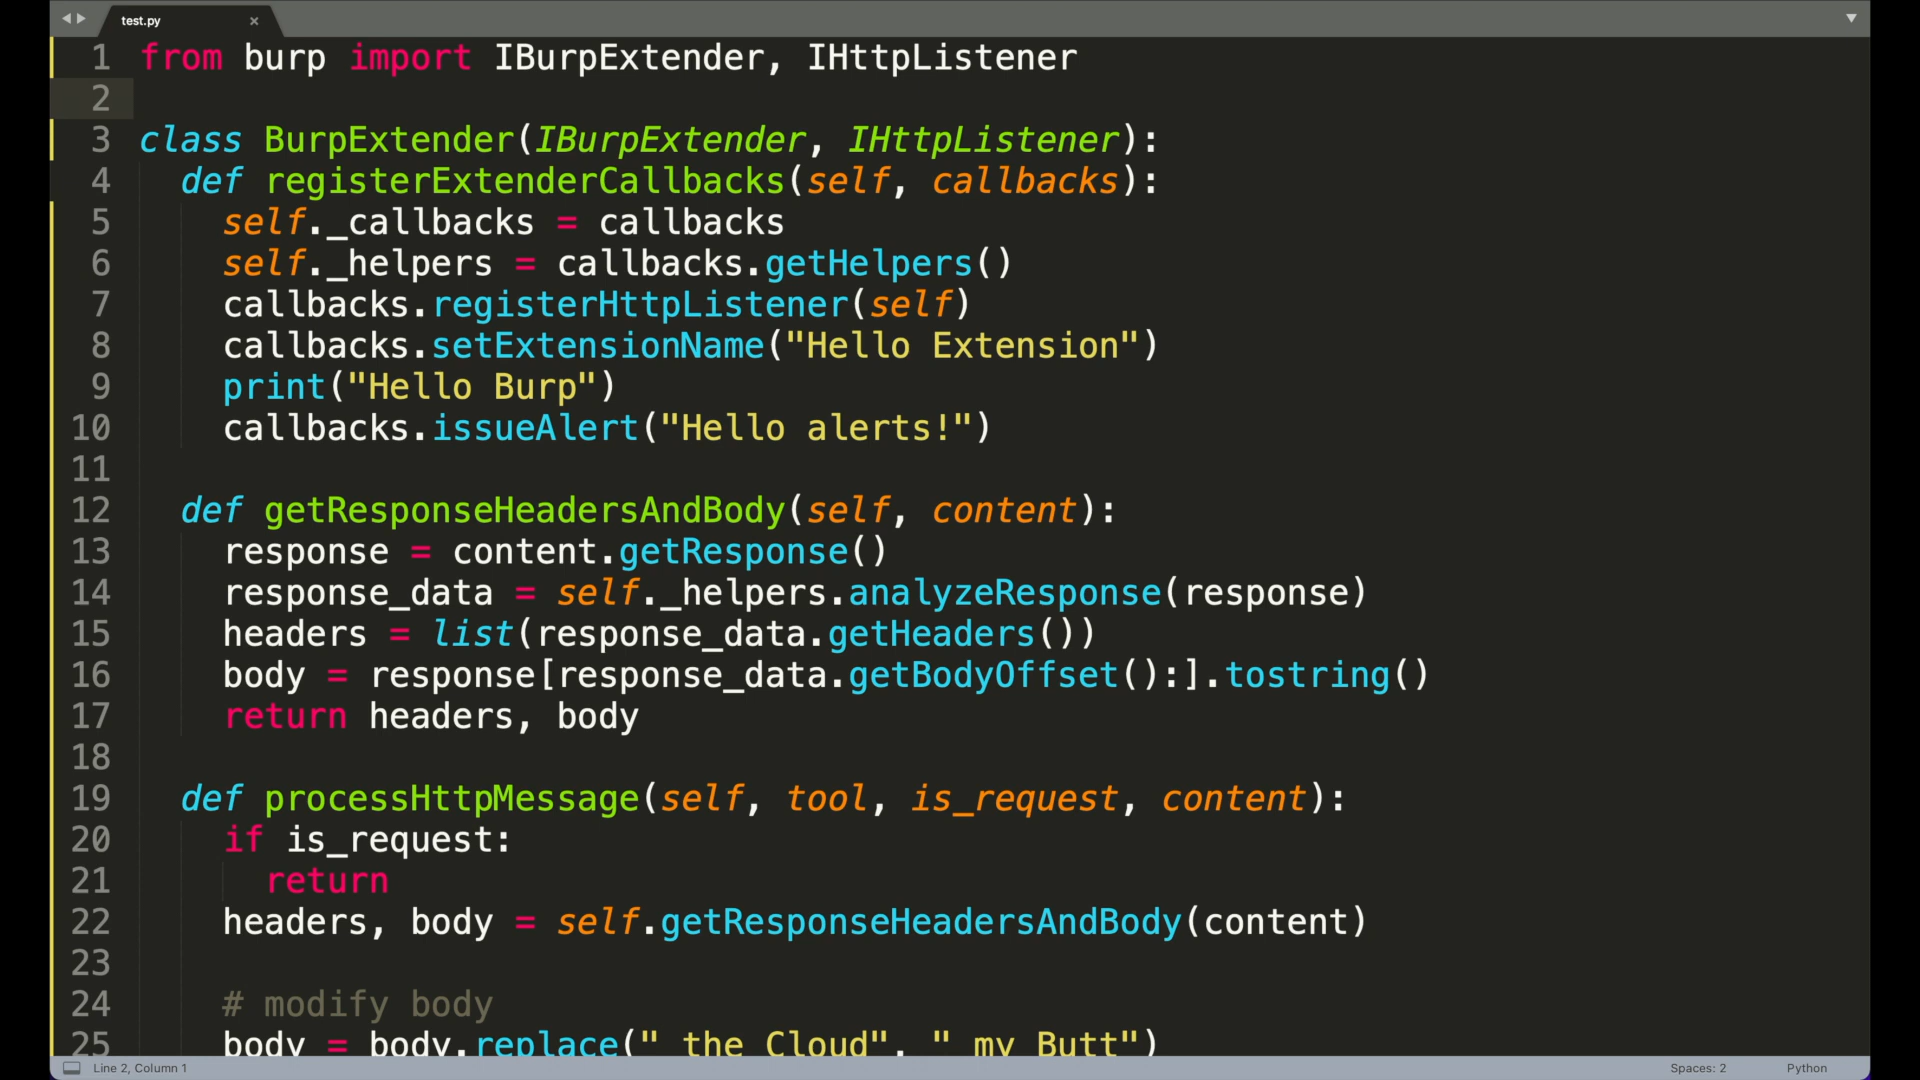 test.py
1 from burp import IBurpExtender, IHttpListener
2
3 class BurpExtender(IBurpExtender, IHttpListener):
4   def registerExtenderCallbacks(self, callbacks):
5     self._callbacks = callbacks
6     self._helpers = callbacks.getHelpers()
7     callbacks.registerHttpListener(self)
8     callbacks.setExtensionName("Hello Extension")
9     print("Hello Burp")
10     callbacks.issueAlert("Hello alerts!")
11
12   def getResponseHeadersAndBody(self, content):
13     response = content.getResponse()
14     response_data = self._helpers.analyzeResponse(response)
15     headers = list(response_data.getHeaders())
16     body = response[response_data.getBodyOffset():].tostring()
17     return headers, body
18
19   def processHttpMessage(self, tool, is_request, content):
20     if is_request:
21       return
22     headers, body = self.getResponseHeadersAndBody(content)
23
24     # modify body
25     body = body.replace(" the Cloud", " my Butt")
Line 2, Column 1
Spaces: 2
Python